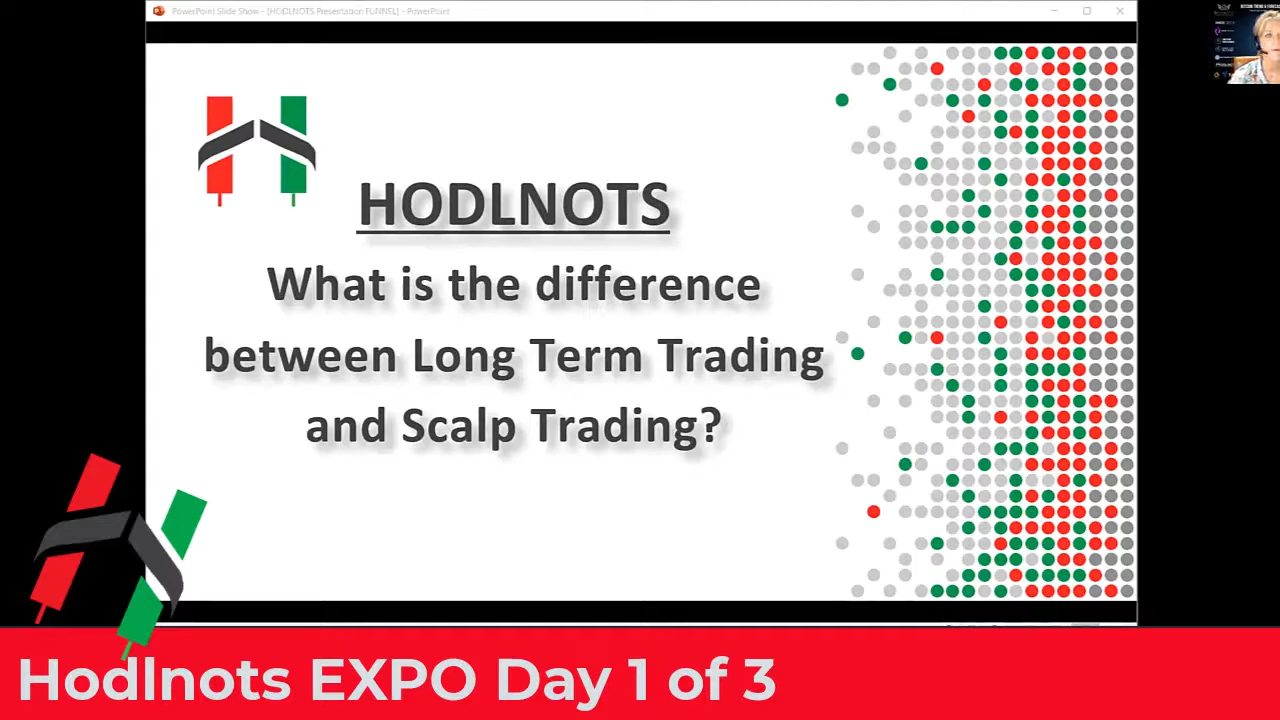 PowerPoint Slide Show - [HODLNOTS Presentation FUNNEL] - PowerPoint
HODLNOTS
What is the difference
between Long Term Trading
and Scalp Trading?
Hodlnots EXPO Day 1 of 3